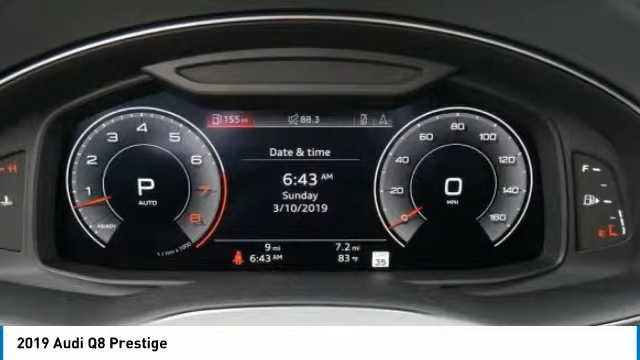 155 mi
88.3
Date & time
6:43 AM
Sunday
3/10/2019
9 mi
7.2 mi
6:43 AM
83 °F
35
1 2 3 4 5 6 7 8
READY
P
AUTO
1 / min x 1000
0 20 40 60 80 100 120 140 160
0
MPH
H
F
E
2019 Audi Q8 Prestige